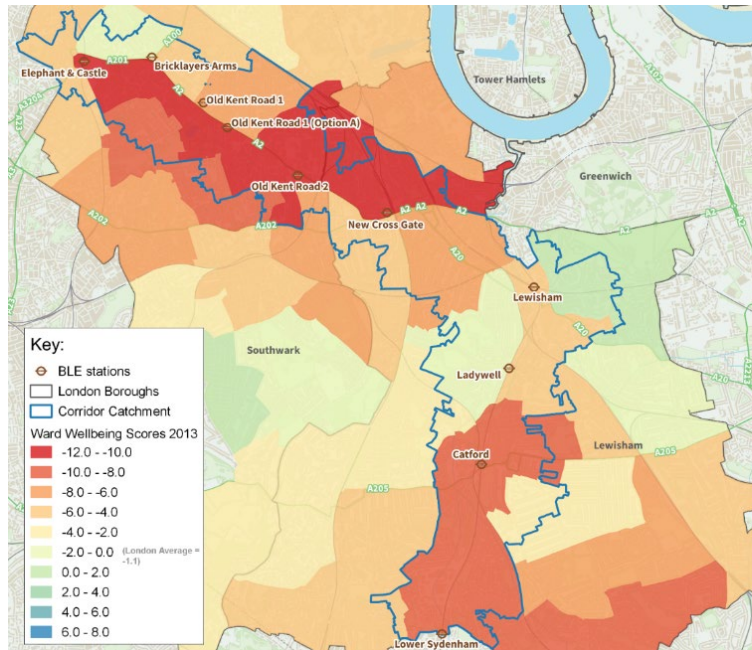 Tower Hamlets
A102
A100
A201
Elephant & Castle
Bricklayers Arms
A2
Old Kent Road 1
Old Kent Road 1 (Option A)
A2
Old Kent Road 2
Greenwich
A202
A202
New Cross Gate
A2
A2
A2
A2
A20
Lewisham
A20
Southwark
Ladywell
Lewisham
A205
Catford
A205
Lower Sydenham
Key:
BLE stations
London Boroughs
Corridor Catchment
Ward Wellbeing Scores 2013
-12.0 - -10.0
-10.0 - -8.0
-8.0 - -6.0
-6.0 - -4.0
-4.0 - -2.0
-2.0 - 0.0 (London Average =
-1.1)
0.0 - 2.0
2.0 - 4.0
4.0 - 6.0
6.0 - 8.0